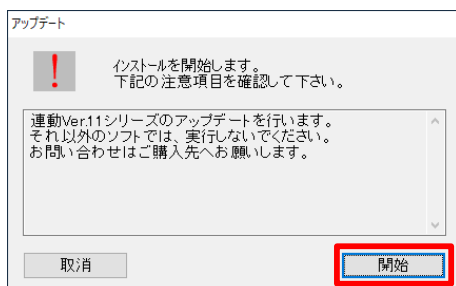 アップデート
インストールを開始します。
下記の注意項目を確認して下さい。
連動Ver.11シリーズのアップデートを行います。
それ以外のソフトでは、実行しないでください。
お問い合わせはご購入先へお願いします。
取消
開始